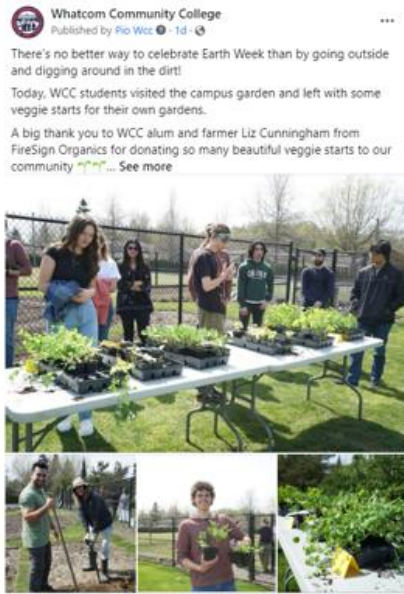 Whatcom Community College
Published by Pio Wcc · 1d ·
There's no better way to celebrate Earth Week than by going outside
and digging around in the dirt!
Today, WCC students visited the campus garden and left with some
veggie starts for their own gardens.
A big thank you to WCC alum and farmer Liz Cunningham from
FireSign Organics for donating so many beautiful veggie starts to our
community 🌱🌱... See more